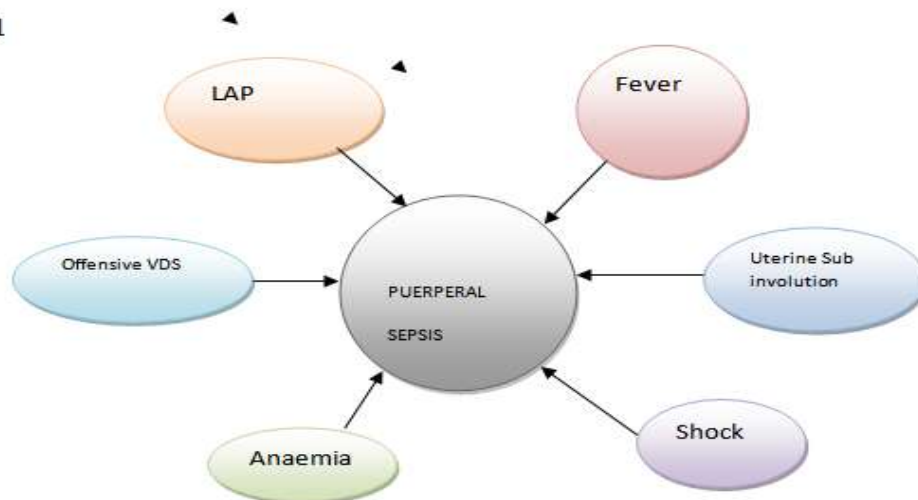 LAP
Fever
Offensive VDS
Uterine Sub
involution
PUERPERAL
SEPSIS
Anaemia
Shock